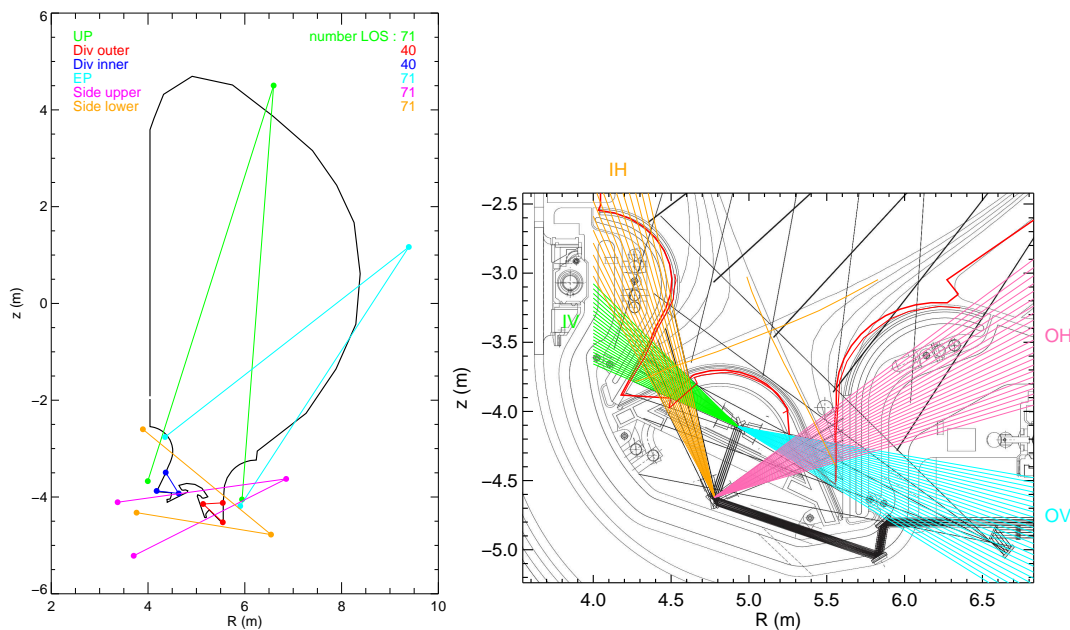 UP number LOS : 71
Div outer 40
Div inner 40
EP 71
Side upper 71
Side lower 71
6
4
2
0
−2
−4
−6
z (m)
2 4 6 8 10
R (m)
IH
IV
OH
OV
−2.5
−3.0
−3.5
−4.0
−4.5
−5.0
z (m)
4.0 4.5 5.0 5.5 6.0 6.5
R (m)